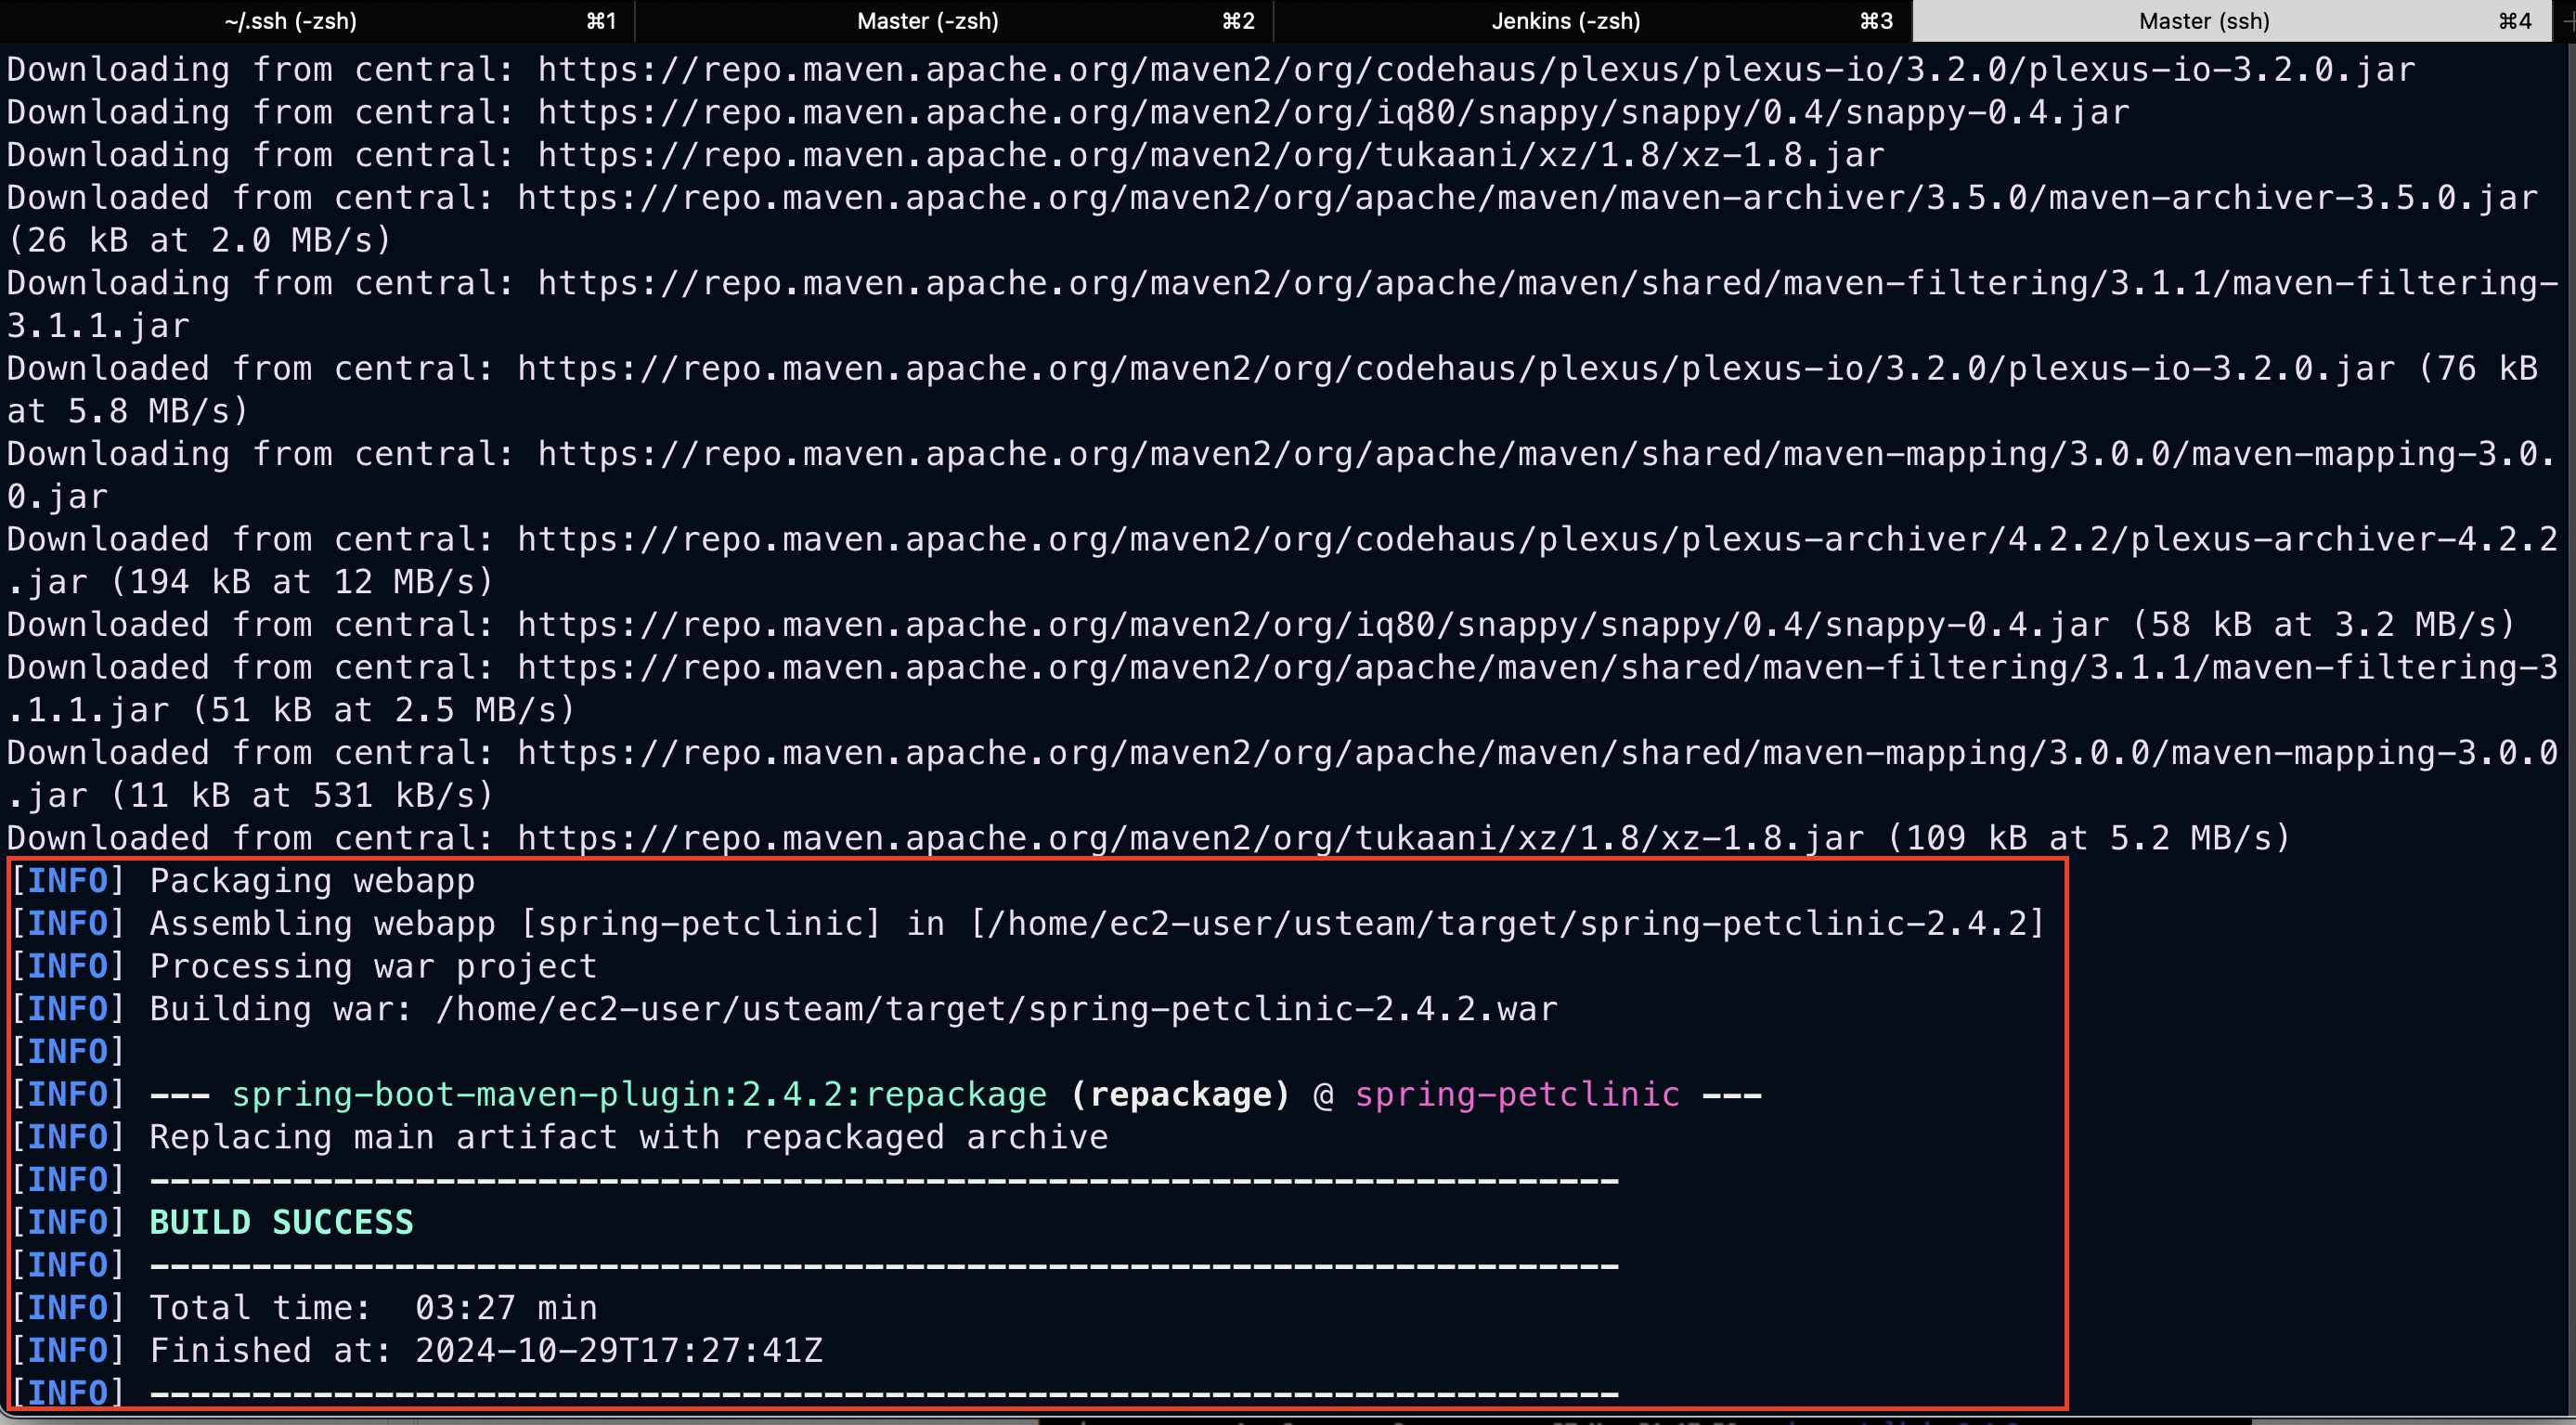 ~/.ssh (-zsh) ⌘1 Master (-zsh) ⌘2 Jenkins (-zsh) ⌘3 Master (ssh) ⌘4
Downloading from central: https://repo.maven.apache.org/maven2/org/codehaus/plexus/plexus-io/3.2.0/plexus-io-3.2.0.jar
Downloading from central: https://repo.maven.apache.org/maven2/org/iq80/snappy/snappy/0.4/snappy-0.4.jar
Downloading from central: https://repo.maven.apache.org/maven2/org/tukaani/xz/1.8/xz-1.8.jar
Downloaded from central: https://repo.maven.apache.org/maven2/org/apache/maven/maven-archiver/3.5.0/maven-archiver-3.5.0.jar
(26 kB at 2.0 MB/s)
Downloading from central: https://repo.maven.apache.org/maven2/org/apache/maven/shared/maven-filtering/3.1.1/maven-filtering-
3.1.1.jar
Downloaded from central: https://repo.maven.apache.org/maven2/org/codehaus/plexus/plexus-io/3.2.0/plexus-io-3.2.0.jar (76 kB
at 5.8 MB/s)
Downloading from central: https://repo.maven.apache.org/maven2/org/apache/maven/shared/maven-mapping/3.0.0/maven-mapping-3.0.
0.jar
Downloaded from central: https://repo.maven.apache.org/maven2/org/codehaus/plexus/plexus-archiver/4.2.2/plexus-archiver-4.2.2
.jar (194 kB at 12 MB/s)
Downloaded from central: https://repo.maven.apache.org/maven2/org/iq80/snappy/snappy/0.4/snappy-0.4.jar (58 kB at 3.2 MB/s)
Downloaded from central: https://repo.maven.apache.org/maven2/org/apache/maven/shared/maven-filtering/3.1.1/maven-filtering-3
.1.1.jar (51 kB at 2.5 MB/s)
Downloaded from central: https://repo.maven.apache.org/maven2/org/apache/maven/shared/maven-mapping/3.0.0/maven-mapping-3.0.0
.jar (11 kB at 531 kB/s)
Downloaded from central: https://repo.maven.apache.org/maven2/org/tukaani/xz/1.8/xz-1.8.jar (109 kB at 5.2 MB/s)
[INFO] Packaging webapp
[INFO] Assembling webapp [spring-petclinic] in [/home/ec2-user/usteam/target/spring-petclinic-2.4.2]
[INFO] Processing war project
[INFO] Building war: /home/ec2-user/usteam/target/spring-petclinic-2.4.2.war
[INFO]
[INFO] --- spring-boot-maven-plugin:2.4.2:repackage (repackage) @ spring-petclinic ---
[INFO] Replacing main artifact with repackaged archive
[INFO] ------------------------------------------------------------------------
[INFO] BUILD SUCCESS
[INFO] ------------------------------------------------------------------------
[INFO] Total time:  03:27 min
[INFO] Finished at: 2024-10-29T17:27:41Z
[INFO] ------------------------------------------------------------------------